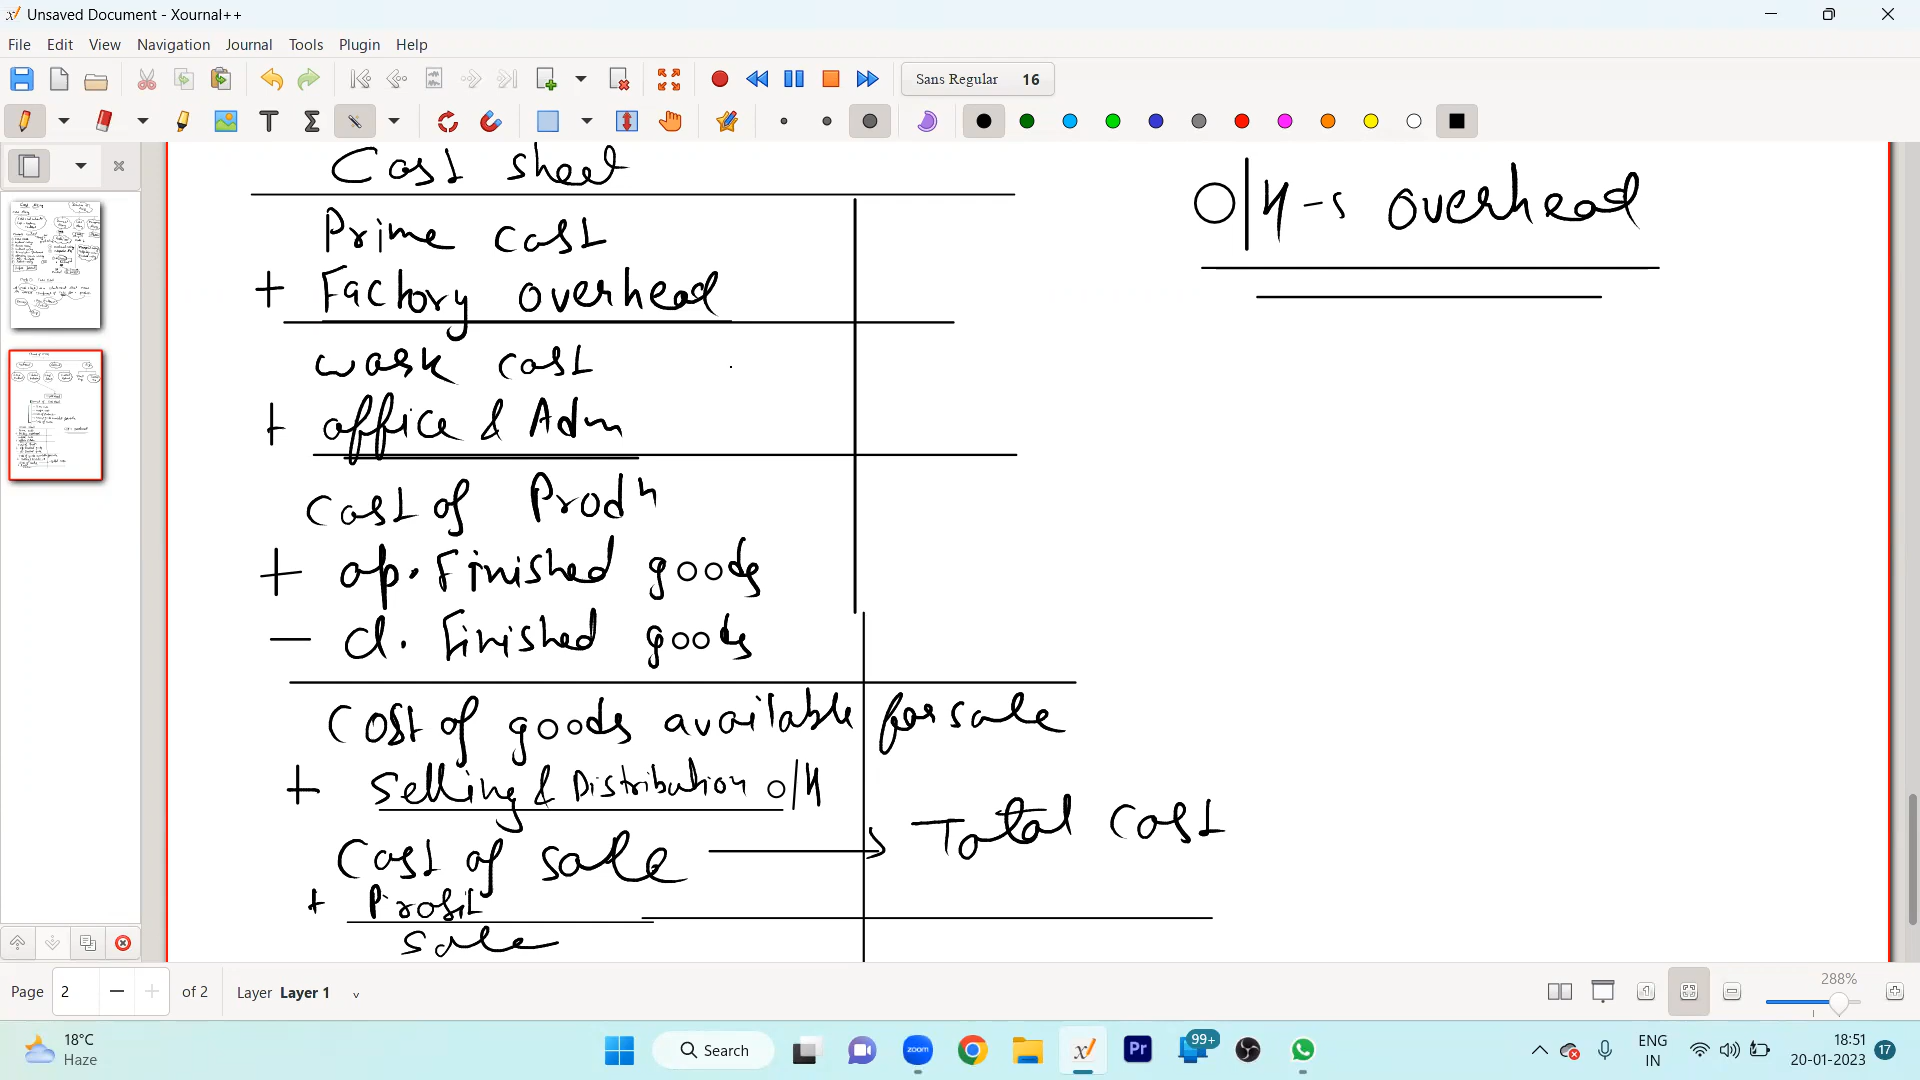 Unsaved Document - Xournal++
File Edit View Navigation Journal Tools Plugin Help
Sans Regular 16
Cost sheet
O/H -s overhead
Prime cost
+ Factory overhead
work cost
+ office & Adm
cost of Prodn
+ op. Finished goods
- cl. Finished goods
cost of goods available for sale
+ Selling & Distribution o/H
Cost of sale → Total Cost
+ Profit
sale
Page 2 of 2 Layer Layer 1
288%
18°C
Haze
Search
zoom
Pr
99+
ENG
IN
18:51
20-01-2023
17